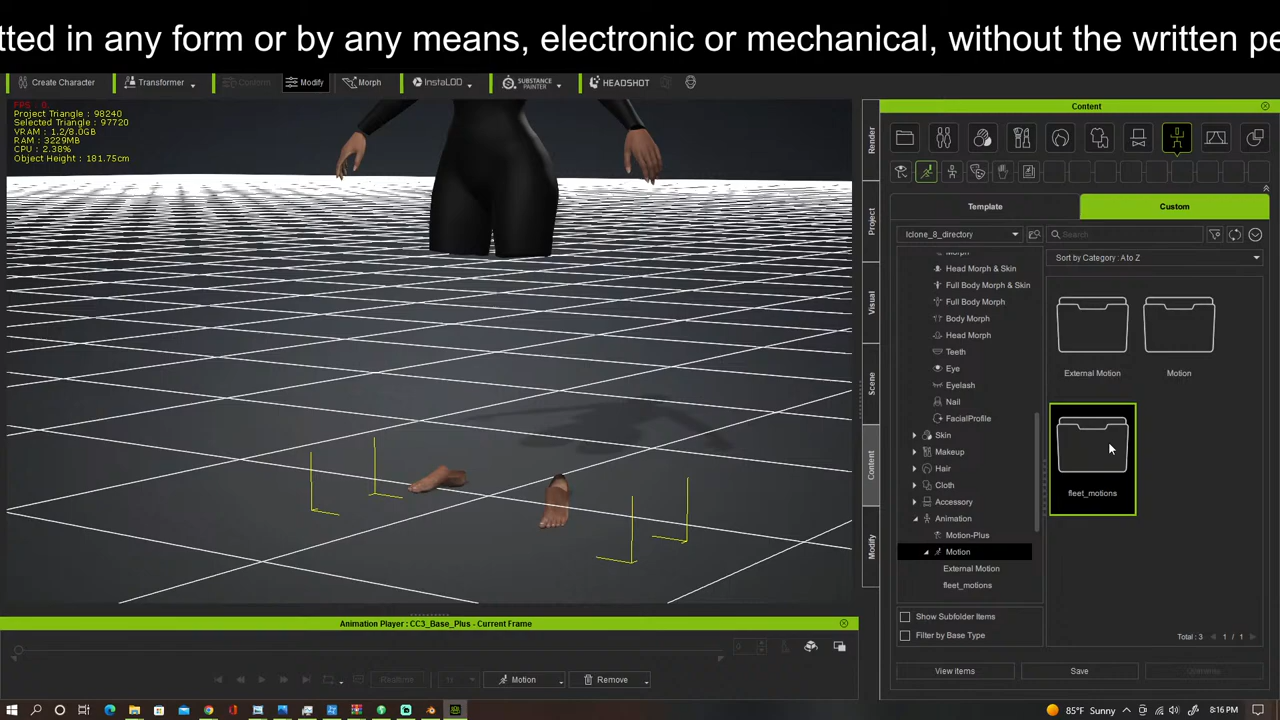 tted in any form or by any means, electronic or mechanical, without the written pe
Create Character
Transformer
Conform
Modify
Morph
InstaLOD
SUBSTANCE PAINTER
HEADSHOT
FPS : 0
Project Triangle : 98240
Selected Triangle : 97720
VRAM : 1.2/8.0GB
RAM : 3229MB
CPU : 2.38%
Object Height : 181.75cm
Render
Project
Visual
Scene
Content
Modify
Content
Template
Custom
Iclone_8_directory
Search
Sort by Category : A to Z
Morph
Head Morph & Skin
Full Body Morph & Skin
Full Body Morph
Body Morph
Head Morph
Teeth
Eye
Eyelash
Nail
FacialProfile
Skin
Makeup
Hair
Cloth
Accessory
Animation
Motion-Plus
Motion
External Motion
fleet_motions
External Motion
Motion
fleet_motions
Show Subfolder Items
Filter by Base Type
Total : 3
1 / 1
View items
Save
Animation Player : CC3_Base_Plus - Current Frame
0
Realtime
Motion
Remove
85°F Sunny
8:16 PM